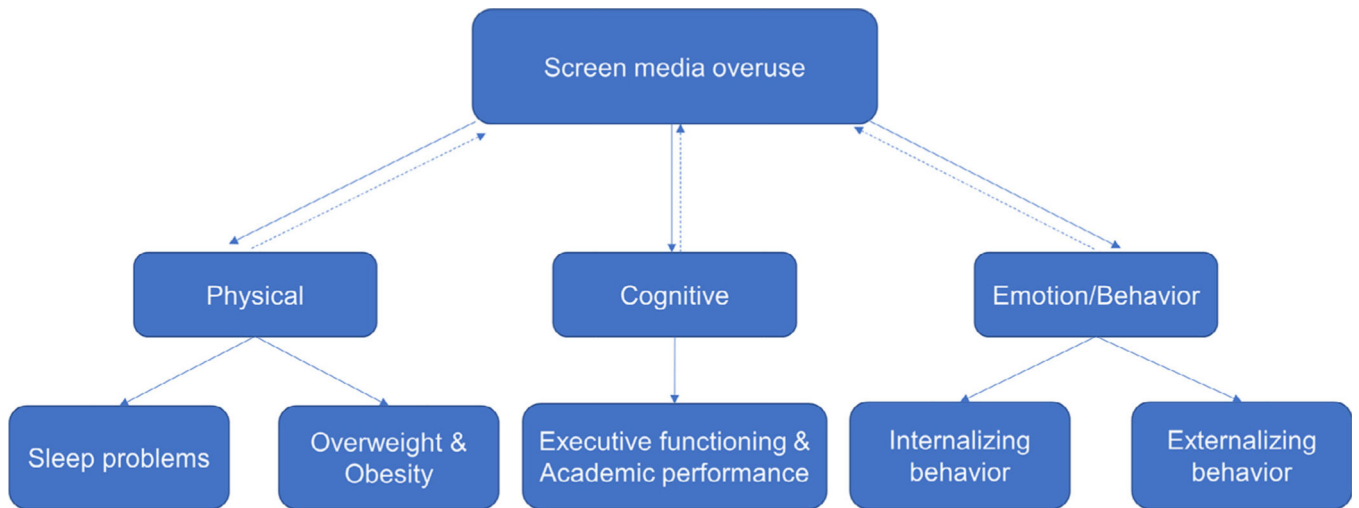 Screen media overuse
Physical
Cognitive
Emotion/Behavior
Sleep problems
Overweight &
Obesity
Executive functioning &
Academic performance
Internalizing
behavior
Externalizing
behavior